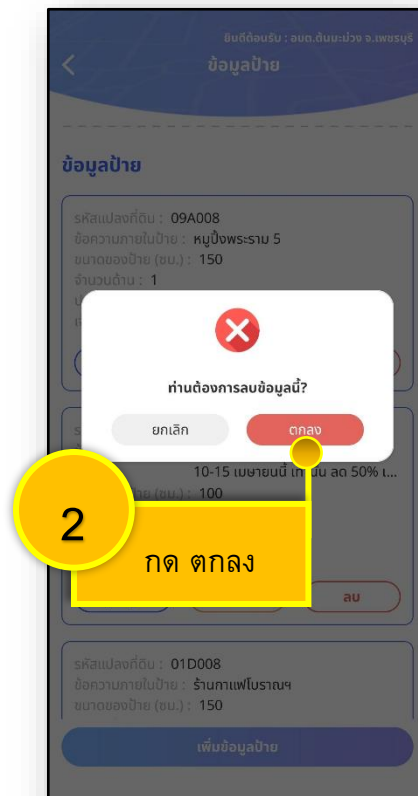 ยินดีต้อนรับ : อบต.ต้นมะม่วง จ.เพชรบุรี
ข้อมูลป้าย
ข้อมูลป้าย
รหัสแปลงที่ดิน : 09A008
ข้อความภายในป้าย : หมูปิ้งพระราม 5
ขนาดของป้าย (ซม.) : 150
จำนวนด้าน : 1
ท่านต้องการลบข้อมูลนี้?
ยกเลิก
ตกลง
10-15 เมษายนนี้ เท่านั้น ลด 50% เ...
(ซม.) : 100
2
กด ตกลง
ลบ
รหัสแปลงที่ดิน : 01D008
ข้อความภายในป้าย : ร้านกาแฟโบราณฯ
ขนาดของป้าย (ซม.) : 150
เพิ่มข้อมูลป้าย